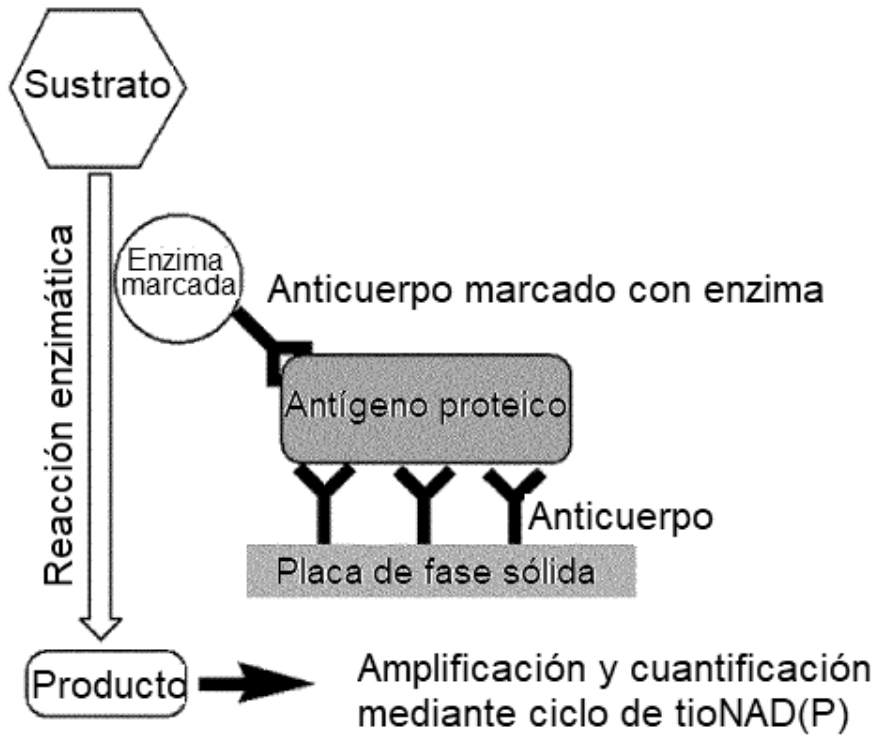 Sustrato
Reacción enzimática
Enzima
marcada
Anticuerpo marcado con enzima
Antígeno proteico
Anticuerpo
Placa de fase sólida
Producto
Amplificación y cuantificación
mediante ciclo de tioNAD(P)